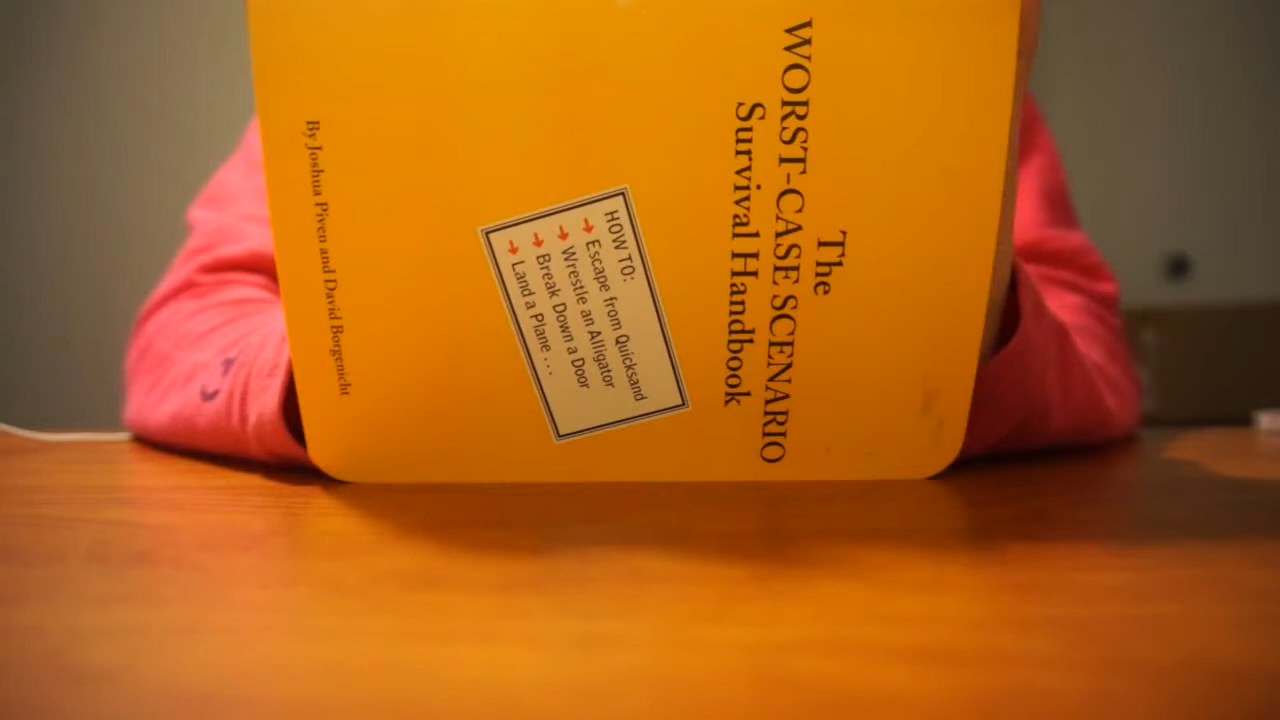 The
WORST-CASE SCENARIO
Survival Handbook
HOW TO:
→ Escape from Quicksand
→ Wrestle an Alligator
→ Break Down a Door
→ Land a Plane ...
By Joshua Piven and David Borgenicht